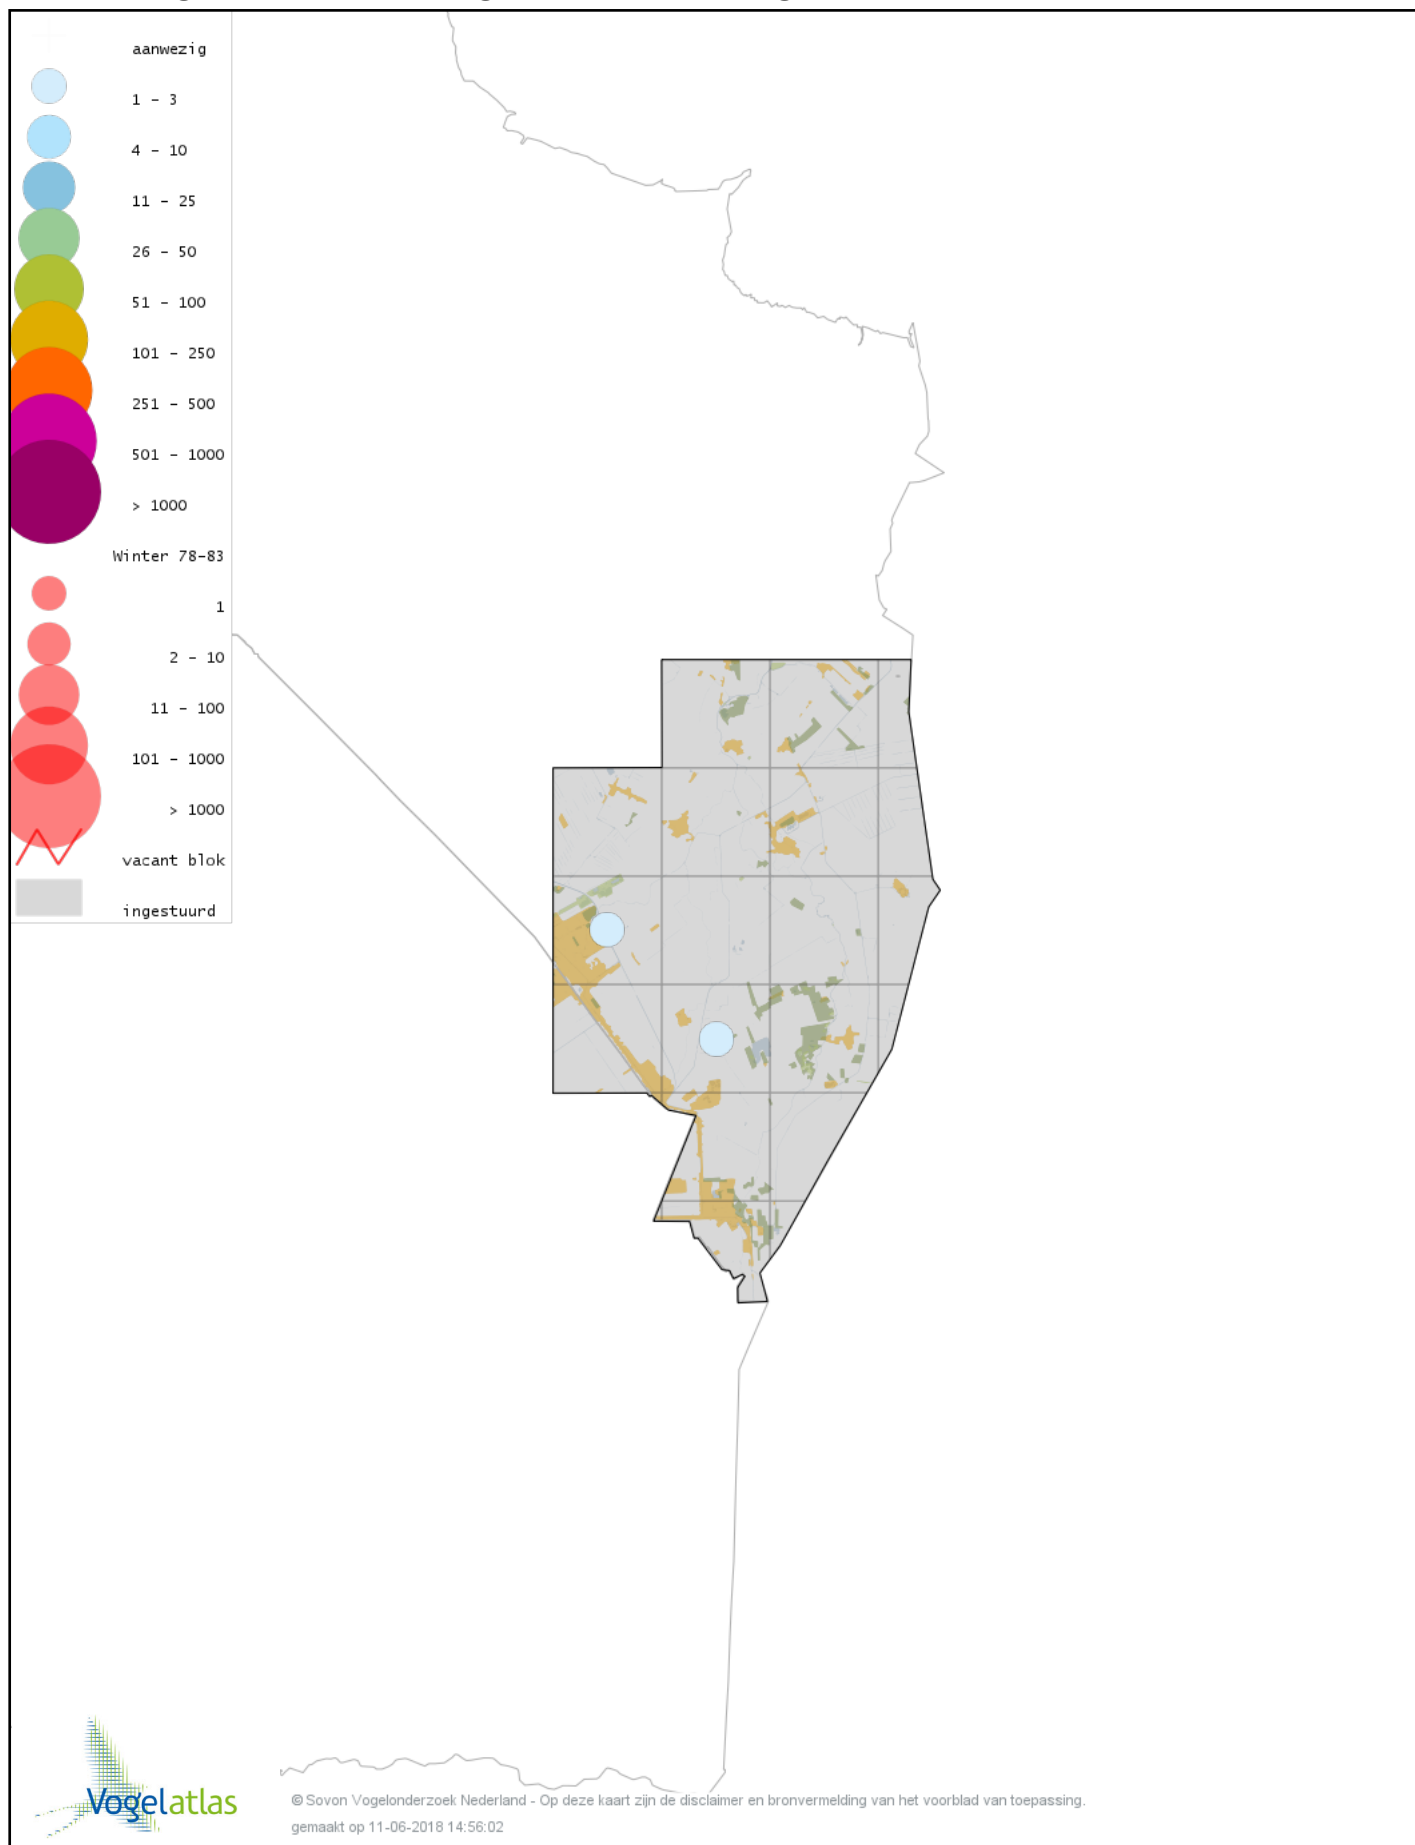 aanwezig
1 - 3
4 - 10
11 - 25
26 - 50
51 - 100
101 - 250
251 - 500
501 - 1000
> 1000
Winter 78-83
1
2 - 10
11 - 100
101 - 1000
> 1000
vacant blok
ingestuurd
Vogelatlas
© Sovon Vogelonderzoek Nederland - Op deze kaart zijn de disclaimer en bronvermelding van het voorblad van toepassing.
gemaakt op 11-06-2018 14:56:02